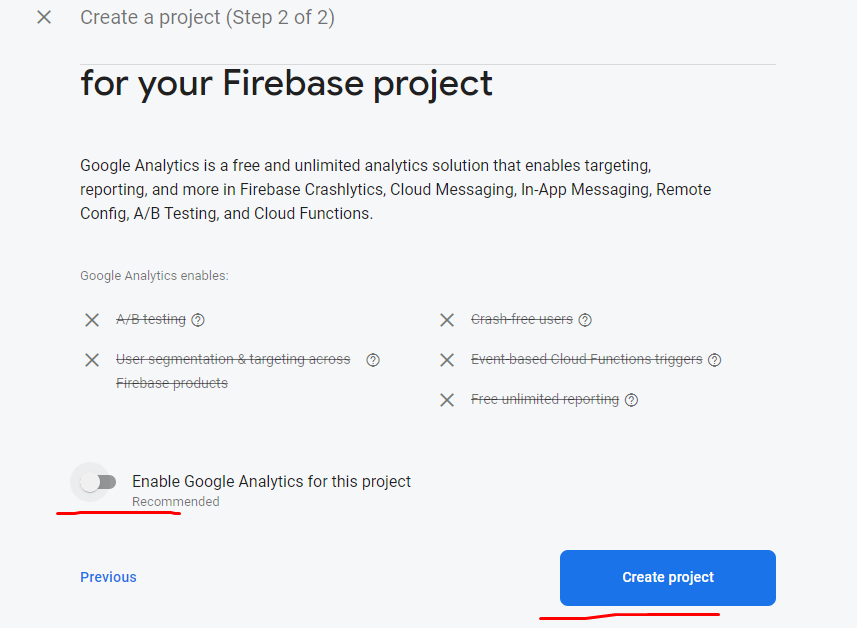 Create a project (Step 2 of 2)
for your Firebase project
Google Analytics is a free and unlimited analytics solution that enables targeting,
reporting, and more in Firebase Crashlytics, Cloud Messaging, In-App Messaging, Remote
Config, A/B Testing, and Cloud Functions.
Google Analytics enables:
A/B testing
User segmentation & targeting across
Firebase products
Crash-free users
Event-based Cloud Functions triggers
Free unlimited reporting
Enable Google Analytics for this project
Recommended
Previous
Create project